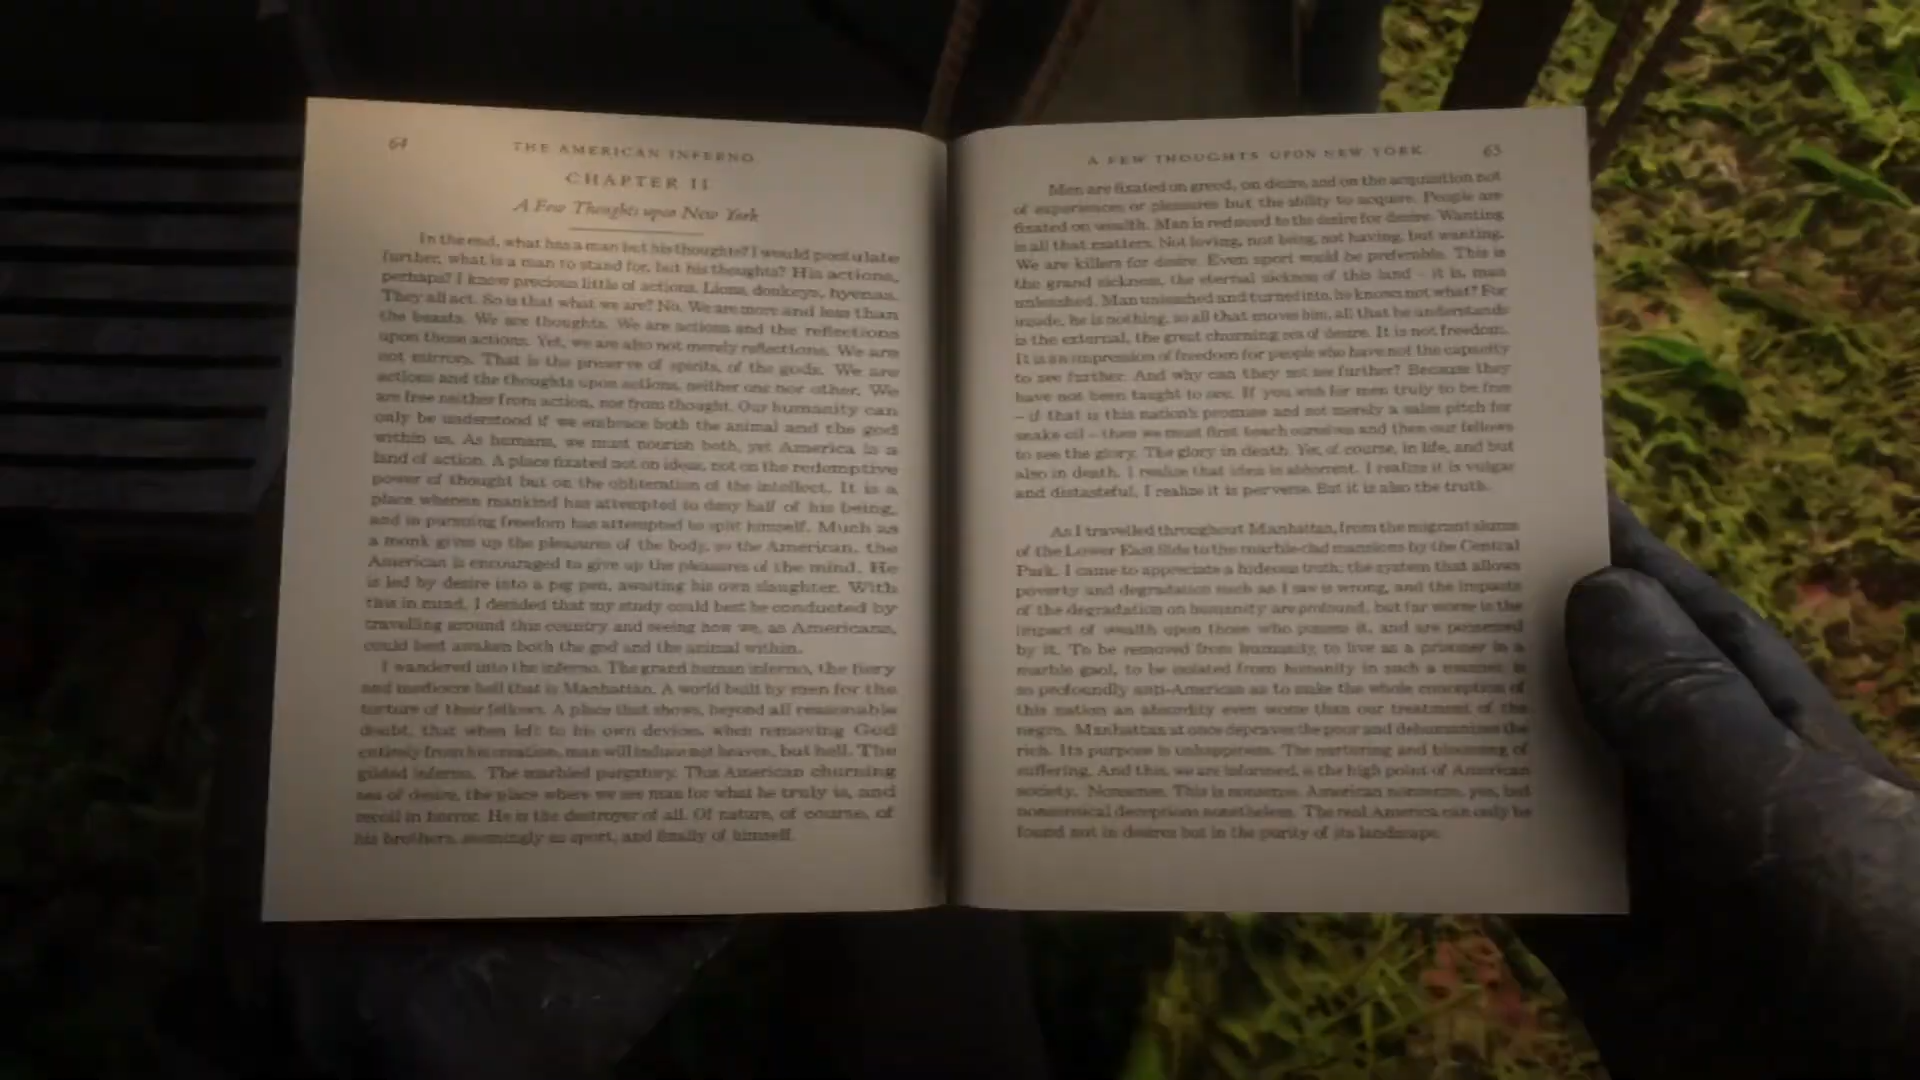 64
THE AMERICAN INFERNO
CHAPTER II
A Few Thoughts upon New York
In the end, what has a man but his thoughts? I would postulate
further, what is a man to stand for, but his thoughts? His actions,
perhaps? I know precious little of actions. Lions, donkeys, hyenas.
They all act. So is that what we are? No. We are more and less than
the beasts. We are thoughts. We are actions and the reflections
upon those actions. Yet, we are also not merely reflections. We are
not mirrors. That is the preserve of spirits, of the gods. We are
actions and the thoughts upon actions, neither one nor other. We
are free neither from action, nor from thought. Our humanity can
only be understood if we embrace both the animal and the god
within us. As humans, we must nourish both, yet America is a
land of action. A place fixated not on ideas, not on the redemptive
power of thought but on the obliteration of the intellect. It is a
place wherein mankind has attempted to deny half of his being,
and in pursuing freedom has attempted to split himself. Much as
a monk gives up the pleasures of the body, so the American, the
American is encouraged to give up the pleasures of the mind. He
is led by desire into a pig pen, awaiting his own slaughter. With
this in mind, I decided that my study could best be conducted by
travelling around this country and seeing how we, as Americans,
could best awaken both the god and the animal within.
I wandered into the inferno. The grand human inferno, the fiery
and mediocre hell that is Manhattan. A world built by men for the
torture of their fellows. A place that shows, beyond all reasonable
doubt, that when left to his own devices, when removing God
entirely from his creation, man will induce not heaven, but hell. The
gilded inferno. The marbled purgatory. This American churning
sea of desire, the place where we see man for what he truly is, and
recoil in horror. He is the destroyer of all. Of nature, of course, of
his brothers, seemingly as sport, and finally of himself.
A FEW THOUGHTS UPON NEW YORK
65
Men are fixated on greed, on desire, and on the acquisition not
of experiences or pleasures but the ability to acquire. People are
fixated on wealth. Man is reduced to the desire for desire. Wanting
is all that matters. Not loving, not being, not having, but wanting.
We are killers for desire. Even sport would be preferable. This is
the grand sickness, the eternal sickness of this land – it is, man
unleashed. Man unleashed and turned into, he knows not what? For
inside, he is nothing, so all that moves him, all that he understands
is the external, the great churning sea of desire. It is not freedom.
It is an impression of freedom for people who have not the capacity
to see further. And why can they not see further? Because they
have not been taught to see. If you wish for men truly to be free
– if that is this nation's promise and not merely a sales pitch for
snake oil – then we must first teach ourselves and then our fellows
to see the glory. The glory in death. Yes, of course, in life, and but
also in death. I realize that idea is abhorrent. I realize it is vulgar
and distasteful. I realize it is perverse. But it is also the truth.
As I travelled throughout Manhattan, from the migrant slums
of the Lower East Side to the marble-clad mansions by the Central
Park, I came to appreciate a hideous truth: the system that allows
poverty and degradation such as I saw is wrong, and the impacts
of the degradation on humanity are profound, but far worse is the
impact of wealth upon those who possess it, and are possessed
by it. To be removed from humanity, to live as a prisoner in a
marble gaol, to be isolated from humanity in such a manner, is
so profoundly anti-American as to make the whole conception of
this nation an absurdity even worse than our treatment of the
negro. Manhattan at once depraves the poor and dehumanizes the
rich. Its purpose is unhappiness. The nurturing and blooming of
suffering. And this, we are informed, is the high point of American
society. Nonsense. This is nonsense. American nonsense, yes, but
nonsensical deceptions nonetheless. The real America can only be
found not in desires but in the purity of its landscape.